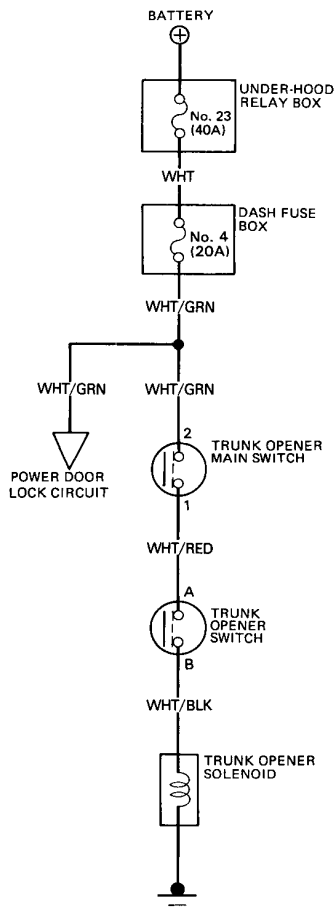 BATTERY
UNDER-HOOD
RELAY BOX
No. 23
(40A)
WHT
DASH FUSE
BOX
No. 4
(20A)
WHT/GRN
WHT/GRN
WHT/GRN
POWER DOOR
LOCK CIRCUIT
2
TRUNK OPENER
MAIN SWITCH
1
WHT/RED
A
TRUNK
OPENER
SWITCH
B
WHT/BLK
TRUNK OPENER
SOLENOID